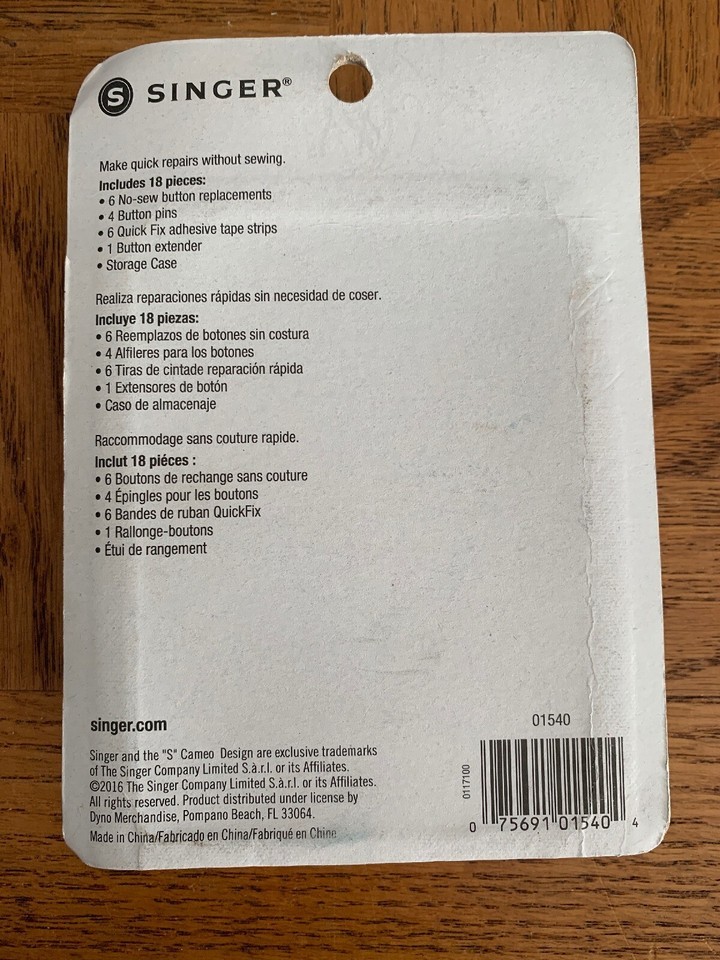 S SINGER®
Make quick repairs without sewing.
Includes 18 pieces:
• 6 No-sew button replacements
• 4 Button pins
• 6 Quick Fix adhesive tape strips
• 1 Button extender
• Storage Case
Realiza reparaciones rápidas sin necesidad de coser.
Incluye 18 piezas:
• 6 Reemplazos de botones sin costura
• 4 Alfileres para los botones
• 6 Tiras de cintade reparación rápida
• 1 Extensores de botón
• Caso de almacenaje
Raccommodage sans couture rapide.
Inclut 18 piéces :
• 6 Boutons de rechange sans couture
• 4 Épingles pour les boutons
• 6 Bandes de ruban QuickFix
• 1 Rallonge-boutons
• Étui de rangement
singer.com
Singer and the "S" Cameo Design are exclusive trademarks
of The Singer Company Limited S.à.r.l. or its Affiliates.
©2016 The Singer Company Limited S.à.r.l. or its Affiliates.
All rights reserved. Product distributed under license by
Dyno Merchandise, Pompano Beach, FL 33064.
Made in China/Fabricado en China/Fabriqué en Chine
01540
0117100
0 75691 01540 4